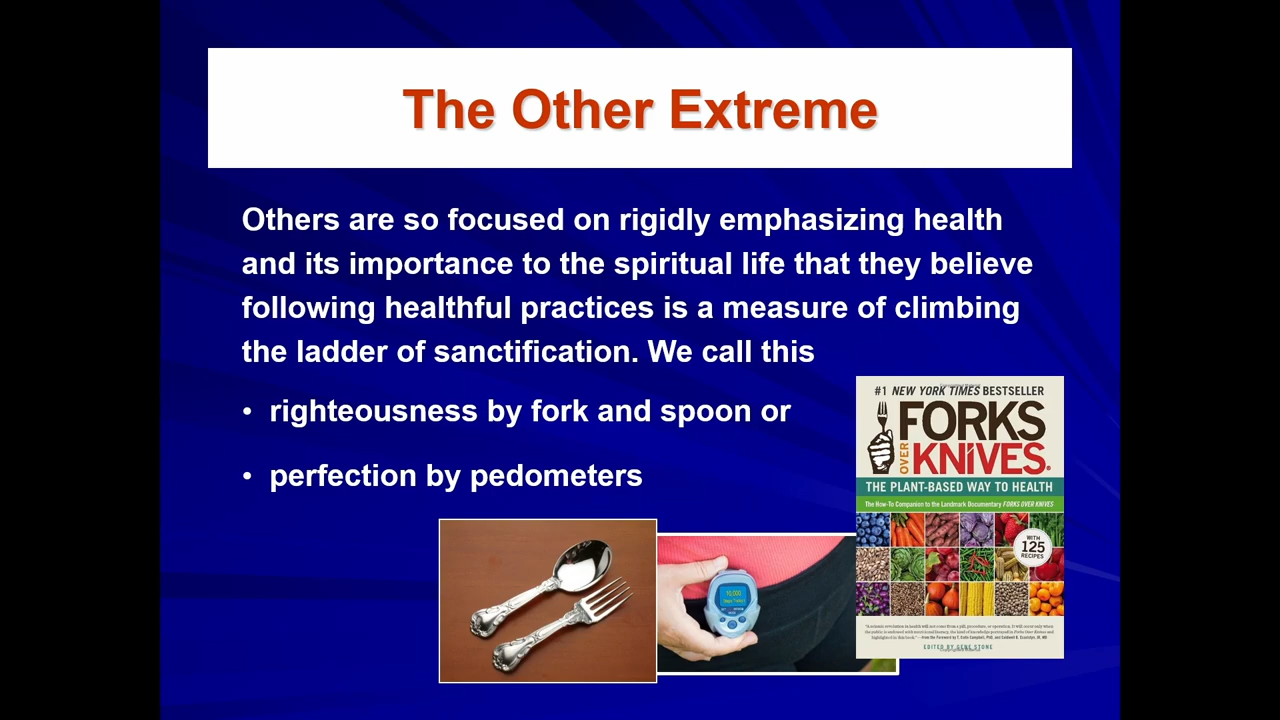 The Other Extreme
Others are so focused on rigidly emphasizing health
and its importance to the spiritual life that they believe
following healthful practices is a measure of climbing
the ladder of sanctification. We call this
• righteousness by fork and spoon or
• perfection by pedometers
#1 NEW YORK TIMES BESTSELLER
FORKS
OVER
KNIVES®
THE PLANT-BASED WAY TO HEALTH
The How-To Companion to the Landmark Documentary FORKS OVER KNIVES
WITH
125
RECIPES
EDITED BY GENE STONE
10,000